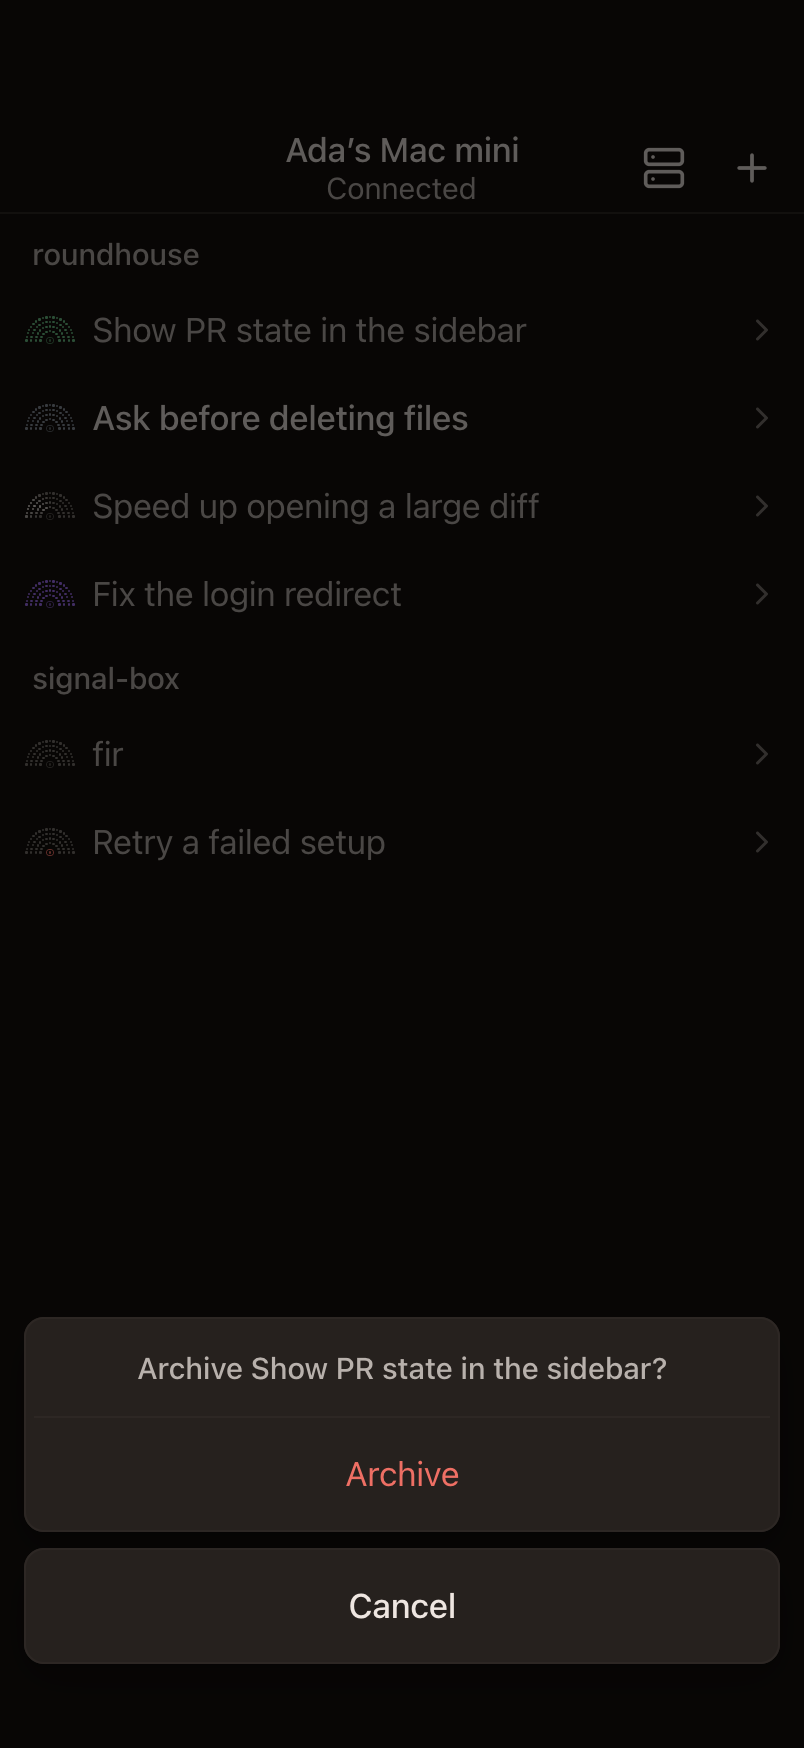 Ada’s Mac mini
Connected
roundhouse
Show PR state in the sidebar
Ask before deleting files
Speed up opening a large diff
Fix the login redirect
signal-box
fir
Retry a failed setup
Archive Show PR state in the sidebar?
Archive
Cancel